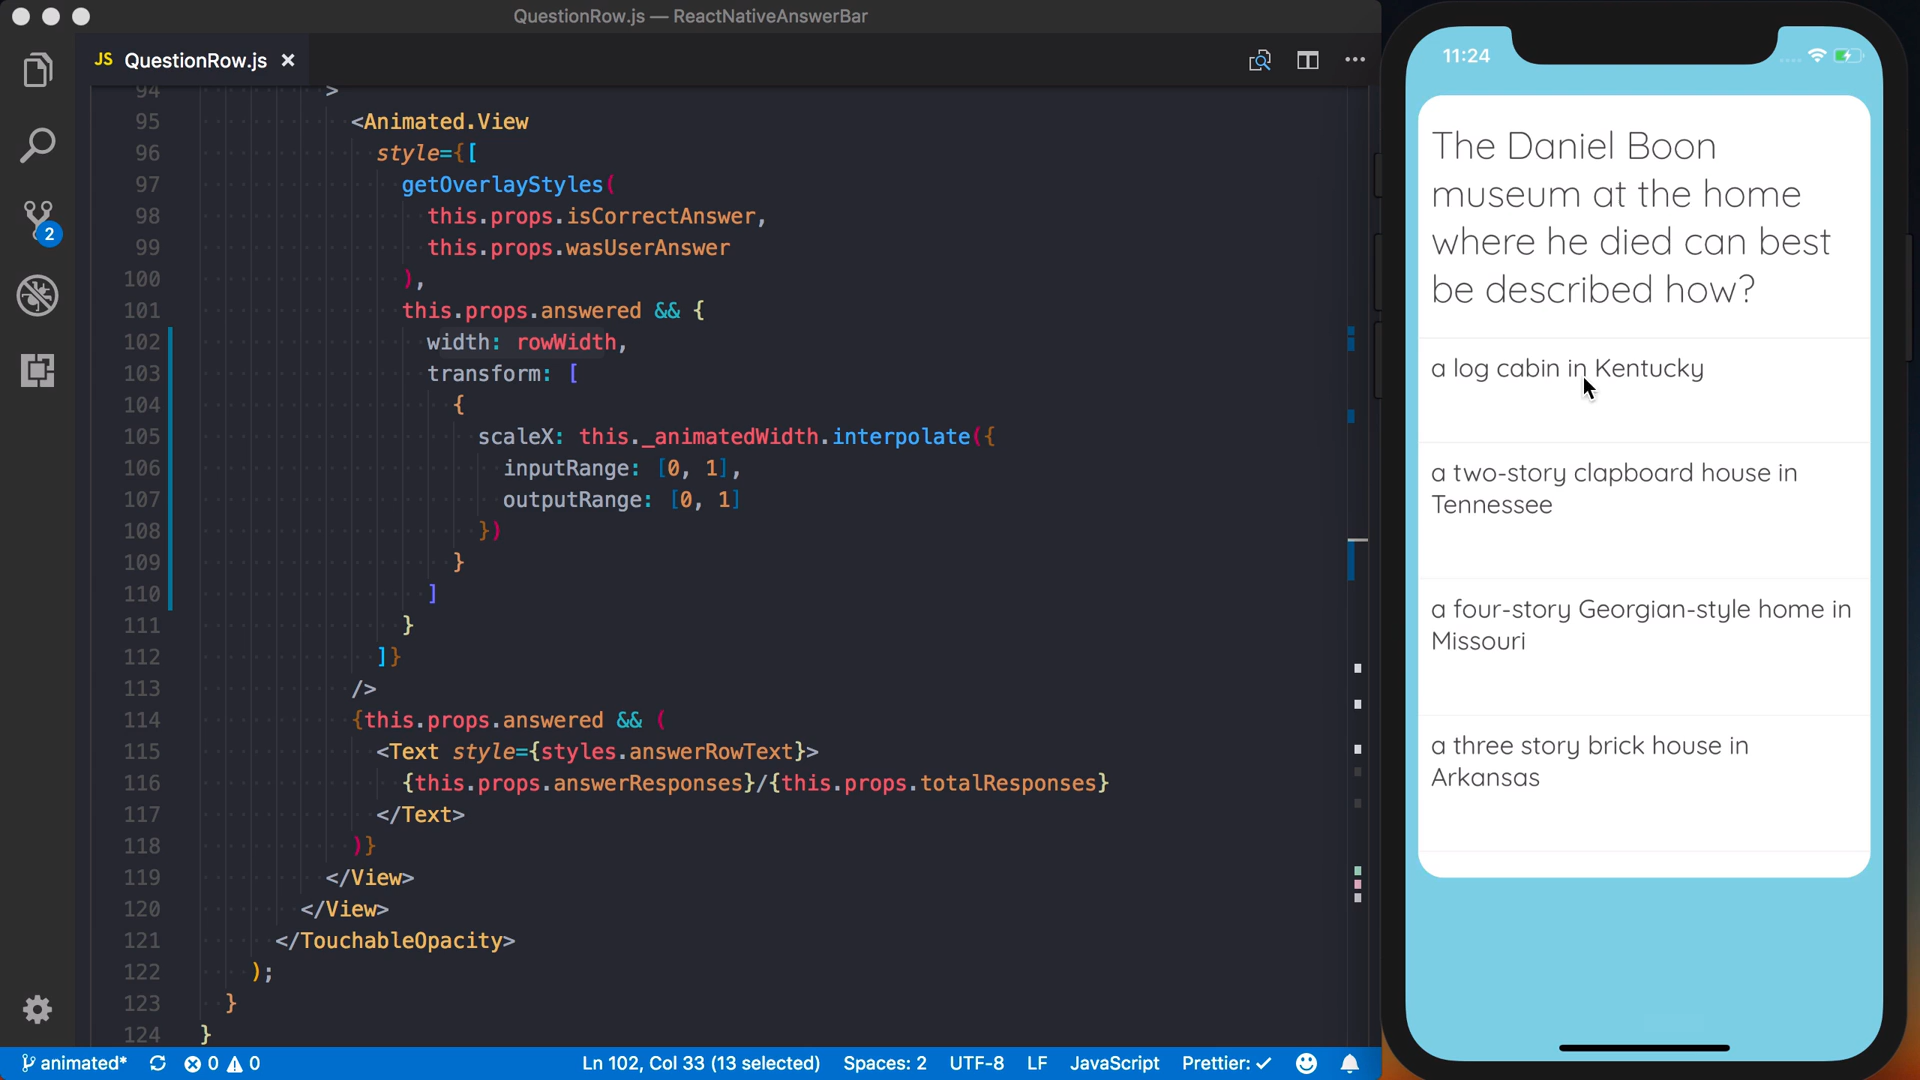 QuestionRow.js — ReactNativeAnswerBar
JS QuestionRow.js ×
94 >
95 <Animated.View
96 style={[
97 getOverlayStyles(
98 this.props.isCorrectAnswer,
99 this.props.wasUserAnswer
100 ),
101 this.props.answered && {
102 width: rowWidth,
103 transform: [
104 {
105 scaleX: this._animatedWidth.interpolate({
106 inputRange: [0, 1],
107 outputRange: [0, 1]
108 })
109 }
110 ]
111 }
112 ]}
113 />
114 {this.props.answered && (
115 <Text style={styles.answerRowText}>
116 {this.props.answerResponses}/{this.props.totalResponses}
117 </Text>
118 )}
119 </View>
120 </View>
121 </TouchableOpacity>
122 );
123 }
124 }
2
animated* 0 0 Ln 102, Col 33 (13 selected) Spaces: 2 UTF-8 LF JavaScript Prettier: ✓
11:24
The Daniel Boon
museum at the home
where he died can best
be described how?
a log cabin in Kentucky
a two-story clapboard house in
Tennessee
a four-story Georgian-style home in
Missouri
a three story brick house in
Arkansas